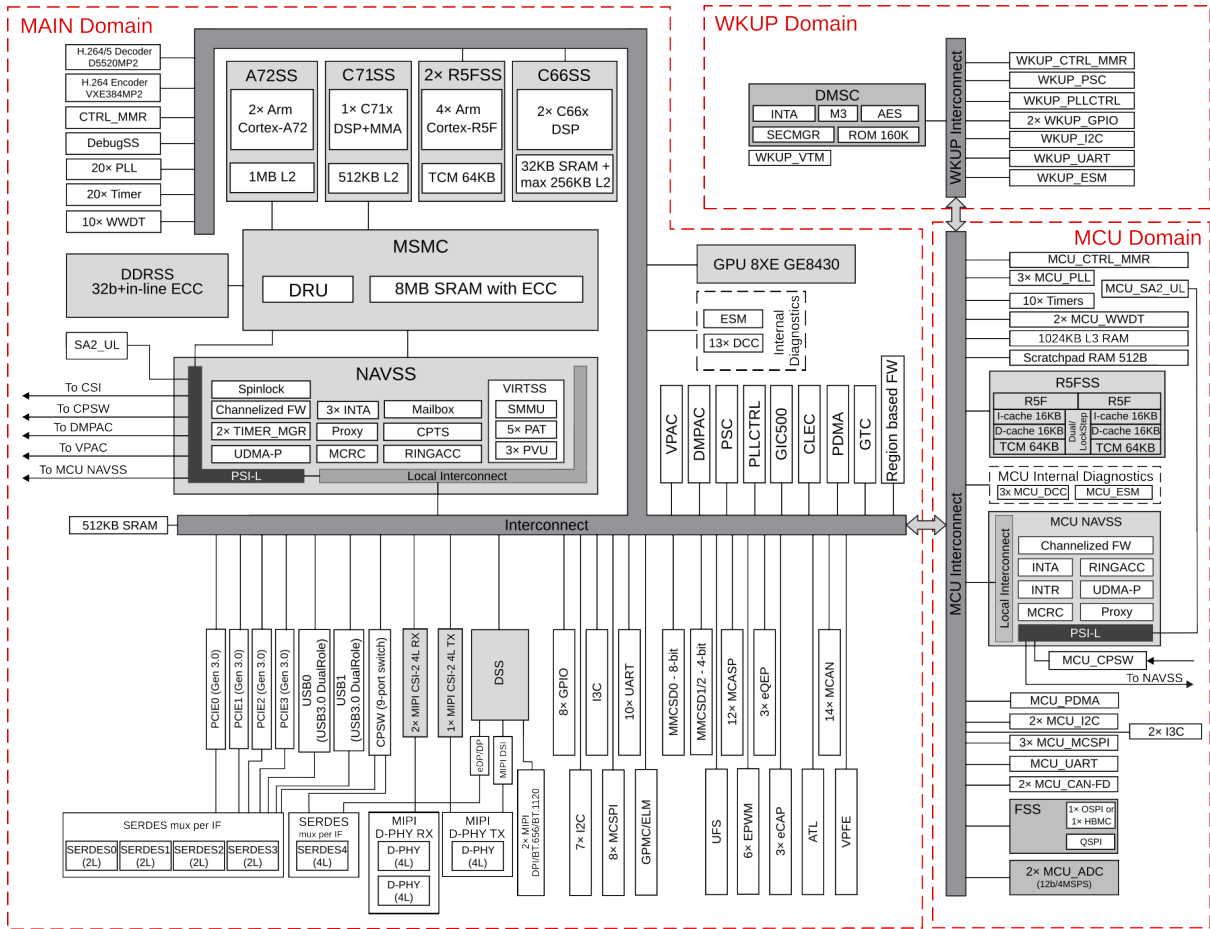 MAIN Domain
H.264/5 Decoder
D5520MP2
H.264 Encoder
VXE384MP2
CTRL_MMR
DebugSS
20× PLL
20× Timer
10× WWDT
A72SS
2× Arm
Cortex-A72
1MB L2
C71SS
1× C71x
DSP+MMA
512KB L2
2× R5FSS
4× Arm
Cortex-R5F
TCM 64KB
C66SS
2× C66x
DSP
32KB SRAM +
max 256KB L2
MSMC
DRU
8MB SRAM with ECC
DDRSS
32b+in-line ECC
GPU 8XE GE8430
ESM
13× DCC
Internal
Diagnostics
SA2_UL
To CSI
To CPSW
To DMPAC
To VPAC
To MCU NAVSS
NAVSS
Spinlock
Channelized FW
2× TIMER_MGR
UDMA-P
3× INTA
Proxy
MCRC
Mailbox
CPTS
RINGACC
VIRTSS
SMMU
5× PAT
3× PVU
PSI-L
Local Interconnect
VPAC
DMPAC
PSC
PLLCTRL
GIC500
CLEC
PDMA
GTC
Region based FW
512KB SRAM
Interconnect
PCIE0 (Gen 3.0)
PCIE1 (Gen 3.0)
PCIE2 (Gen 3.0)
PCIE3 (Gen 3.0)
USB0
(USB3.0 DualRole)
USB1
(USB3.0 DualRole)
CPSW (9-port switch)
2× MIPI CSI-2 4L RX
1× MIPI CSI-2 4L TX
DSS
eDP/DP
MIPI DSI
2× MIPI
DPI/BT.656/BT.1120
8× GPIO
I3C
10× UART
7× I2C
8× MCSPI
GPMC/ELM
MMCSD0 - 8-bit
MMCSD1/2 - 4-bit
12× MCASP
3× eQEP
14× MCAN
UFS
6× EPWM
3× eCAP
ATL
VPFE
SERDES mux per IF
SERDES0
(2L)
SERDES1
(2L)
SERDES2
(2L)
SERDES3
(2L)
SERDES
mux per IF
SERDES4
(4L)
MIPI
D-PHY RX
D-PHY
(4L)
D-PHY
(4L)
MIPI
D-PHY TX
D-PHY
(4L)
WKUP Domain
DMSC
INTA
M3
AES
SECMGR
ROM 160K
WKUP_VTM
WKUP Interconnect
WKUP_CTRL_MMR
WKUP_PSC
WKUP_PLLCTRL
2× WKUP_GPIO
WKUP_I2C
WKUP_UART
WKUP_ESM
MCU Domain
MCU Interconnect
MCU_CTRL_MMR
3× MCU_PLL
MCU_SA2_UL
10× Timers
2× MCU_WWDT
1024KB L3 RAM
Scratchpad RAM 512B
R5FSS
R5F
R5F
I-cache 16KB
I-cache 16KB
D-cache 16KB
D-cache 16KB
TCM 64KB
TCM 64KB
Dual/
LockStep
MCU Internal Diagnostics
3x MCU_DCC
MCU_ESM
MCU NAVSS
Local Interconnect
Channelized FW
INTA
RINGACC
INTR
UDMA-P
MCRC
Proxy
PSI-L
MCU_CPSW
To NAVSS
MCU_PDMA
2× MCU_I2C
2× I3C
3× MCU_MCSPI
MCU_UART
2× MCU_CAN-FD
FSS
1× OSPI or
1× HBMC
QSPI
2× MCU_ADC
(12b/4MSPS)